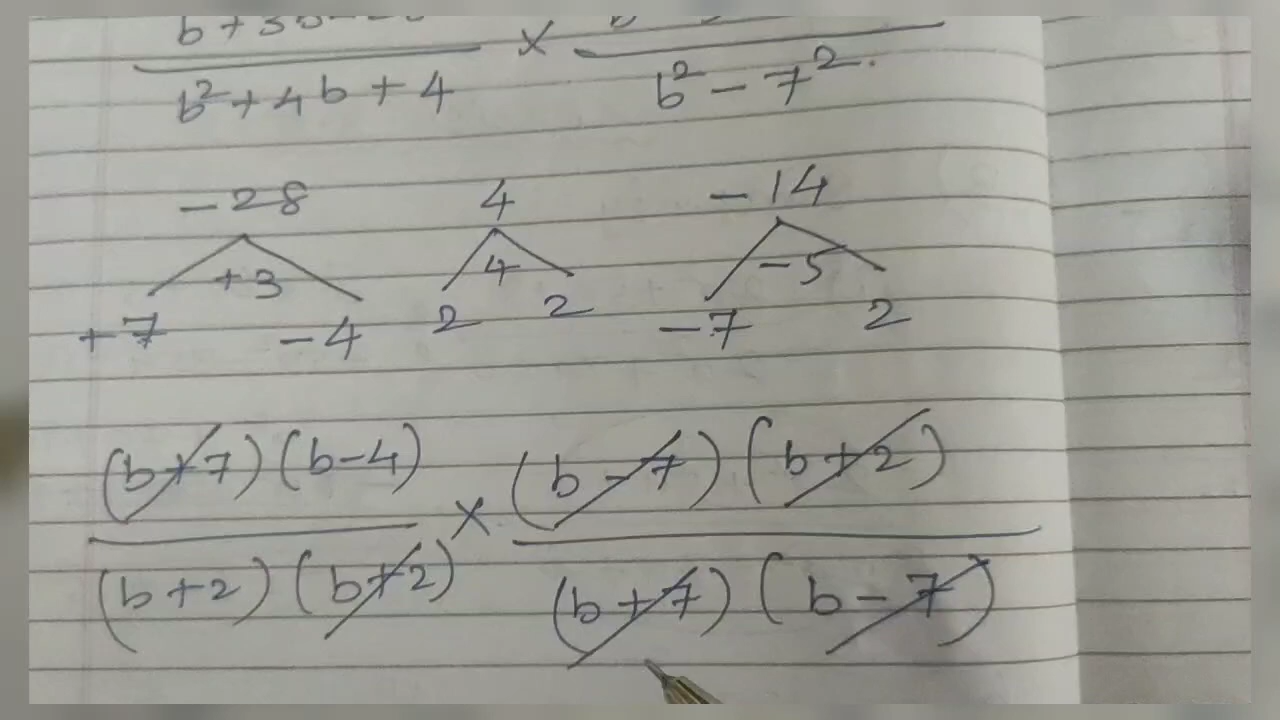 b²+4b+4 × b²-7².
-28 4 -14
+3 4 -5
+7 -4 2 2 -7 2
(b+7)(b-4) × (b-7)(b+2)
(b+2)(b+2) (b+7)(b-7)